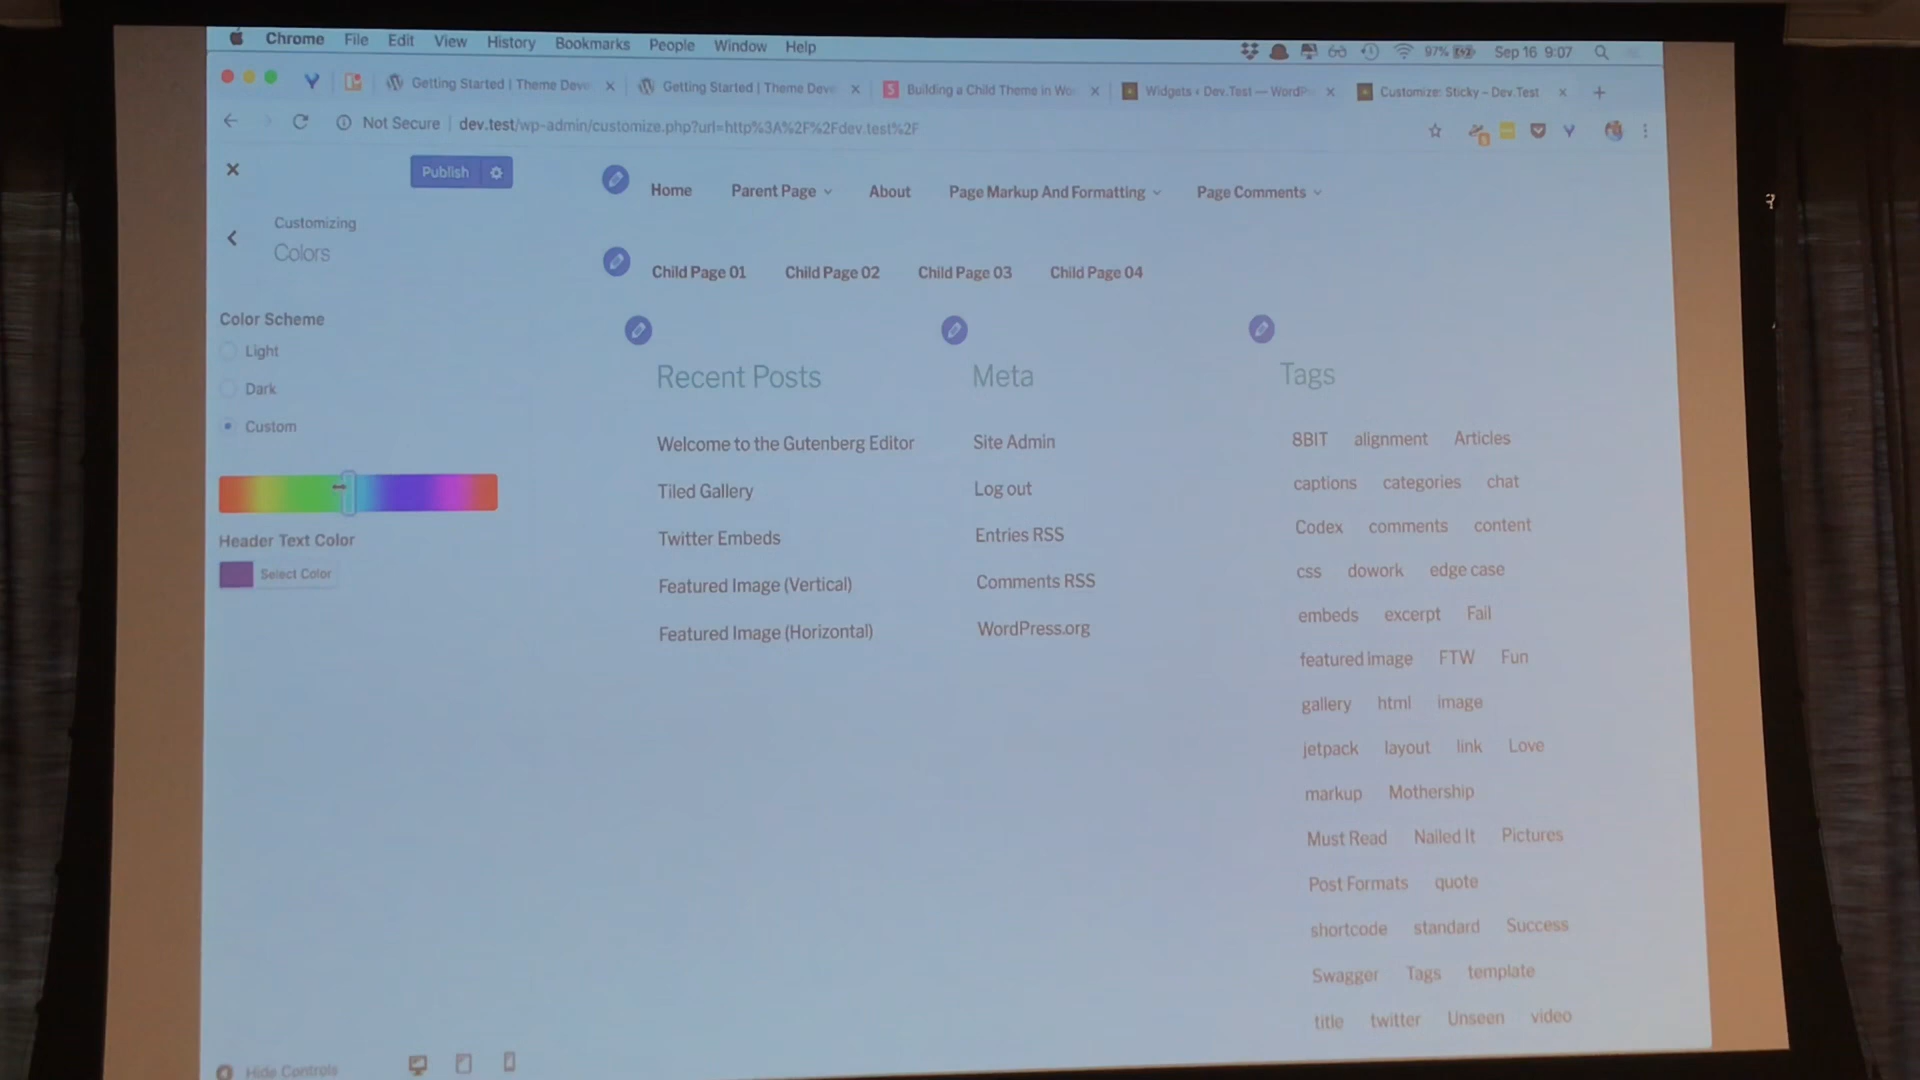 Chrome File Edit View History Bookmarks People Window Help 97% Sep 16 9:07
Getting Started | Theme Deve Getting Started | Theme Deve Building a Child Theme in Wo Widgets ‹ Dev.Test — WordPr Customize: Sticky – Dev.Test
Not Secure dev.test/wp-admin/customize.php?url=http%3A%2F%2Fdev.test%2F
Publish
Customizing
Colors
Color Scheme
Light
Dark
Custom
Header Text Color
Select Color
Hide Controls
Home Parent Page About Page Markup And Formatting Page Comments
Child Page 01 Child Page 02 Child Page 03 Child Page 04
Recent Posts
Welcome to the Gutenberg Editor
Tiled Gallery
Twitter Embeds
Featured Image (Vertical)
Featured Image (Horizontal)
Meta
Site Admin
Log out
Entries RSS
Comments RSS
WordPress.org
Tags
8BIT alignment Articles
captions categories chat
Codex comments content
css dowork edge case
embeds excerpt Fail
featured image FTW Fun
gallery html image
jetpack layout link Love
markup Mothership
Must Read Nailed It Pictures
Post Formats quote
shortcode standard Success
Swagger Tags template
title twitter Unseen video